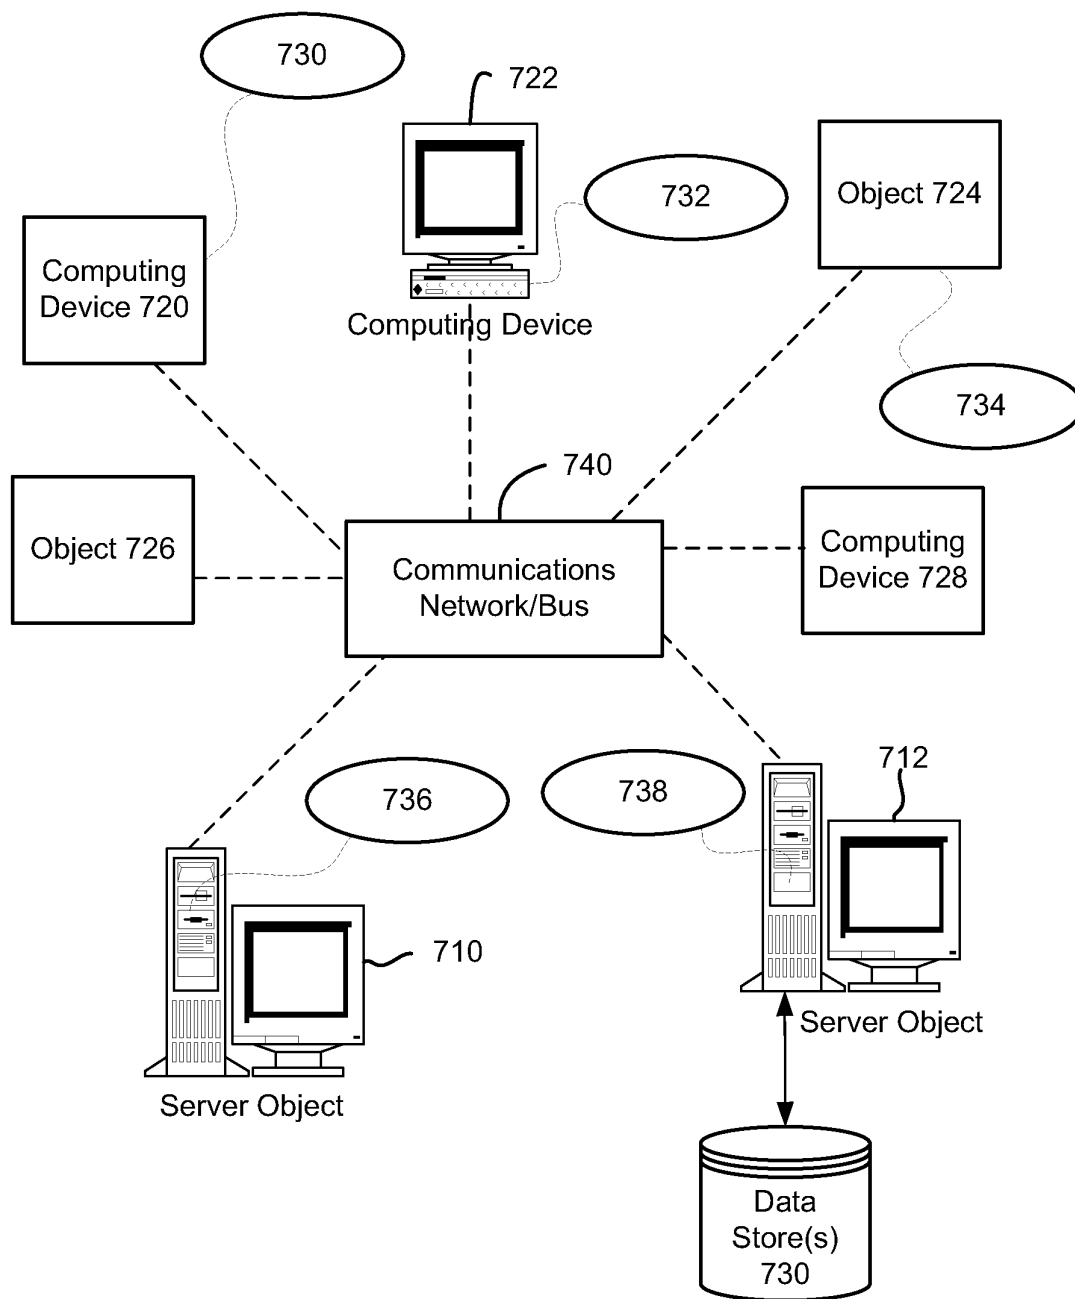 730
722
732
Object 724
Computing
Device 720
Computing Device
734
740
Object 726
Communications
Network/Bus
Computing
Device 728
736
738
712
710
Server Object
Server Object
Data
Store(s)
730